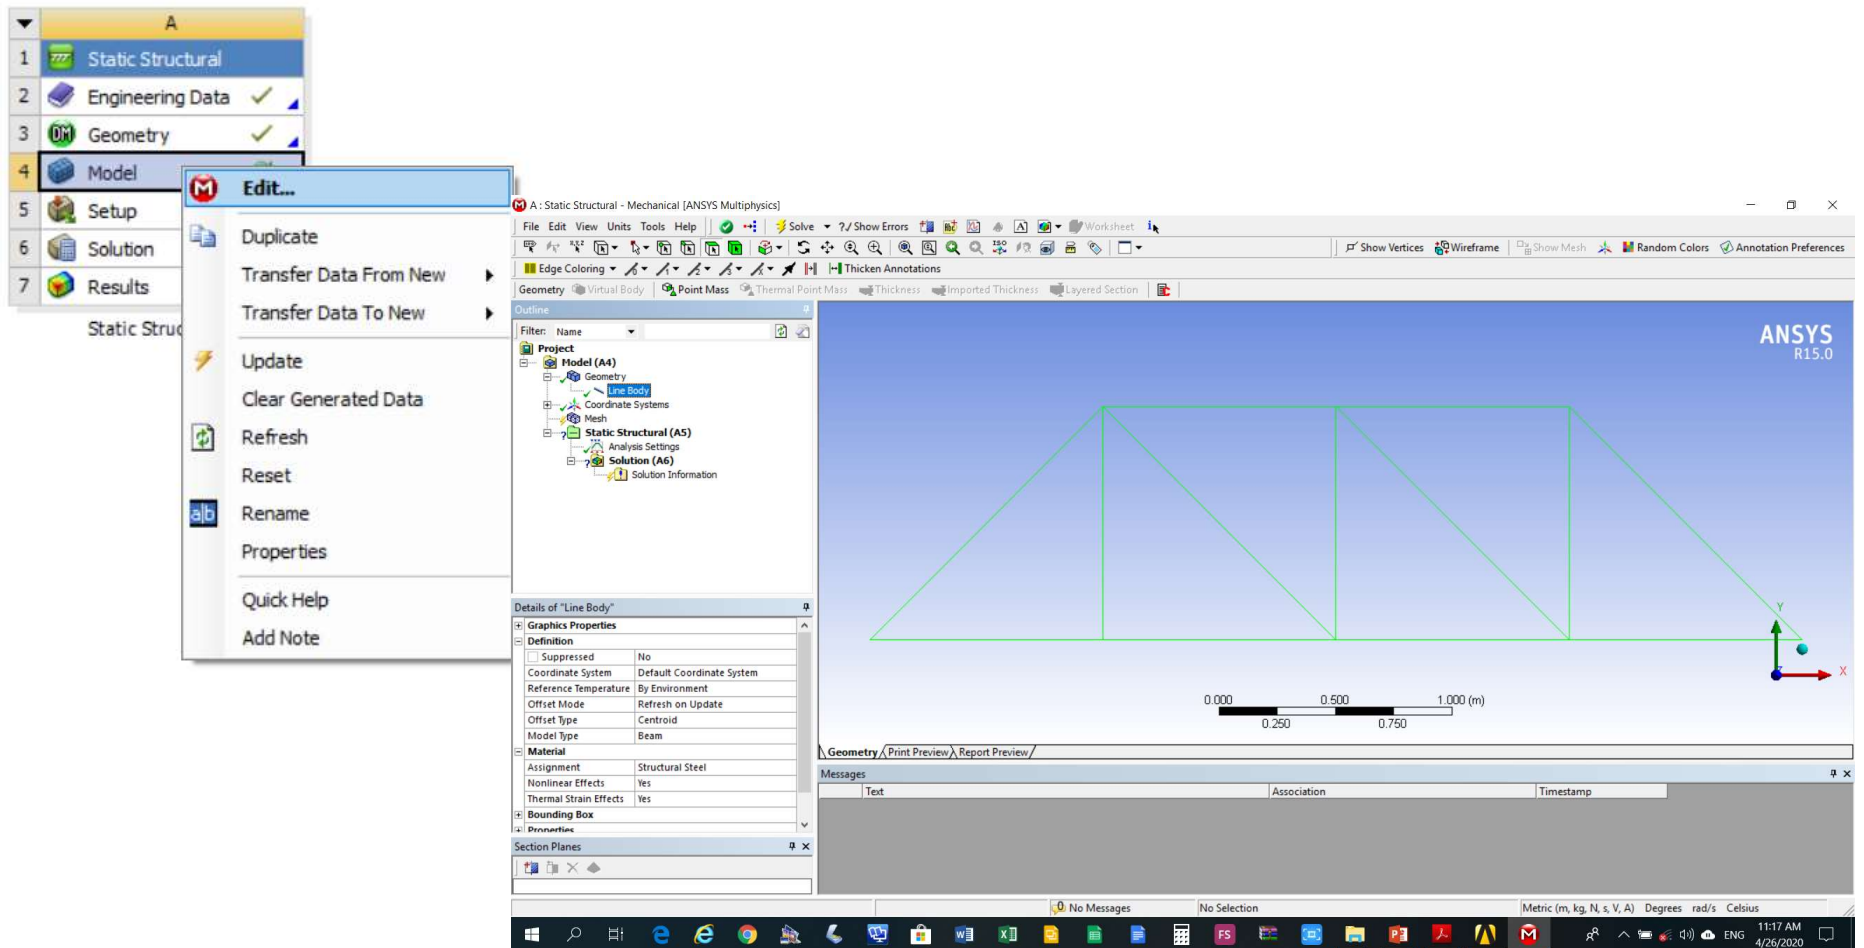 A
1 Static Structural
2 Engineering Data
3 Geometry
4 Model
5 Setup
6 Solution
7 Results
Static Struc
Edit...
Duplicate
Transfer Data From New
Transfer Data To New
Update
Clear Generated Data
Refresh
Reset
Rename
Properties
Quick Help
Add Note
A : Static Structural - Mechanical [ANSYS Multiphysics]
File Edit View Units Tools Help Solve ?/ Show Errors Worksheet
Show Vertices Wireframe Show Mesh Random Colors Annotation Preferences
Edge Coloring Thicken Annotations
Geometry Virtual Body Point Mass Thermal Point Mass Thickness Imported Thickness Layered Section
Outline
Filter: Name
Project
Model (A4)
Geometry
Line Body
Coordinate Systems
Mesh
Static Structural (A5)
Analysis Settings
Solution (A6)
Solution Information
Details of "Line Body"
Graphics Properties
Definition
Suppressed No
Coordinate System Default Coordinate System
Reference Temperature By Environment
Offset Mode Refresh on Update
Offset Type Centroid
Model Type Beam
Material
Assignment Structural Steel
Nonlinear Effects Yes
Thermal Strain Effects Yes
Bounding Box
Properties
Section Planes
ANSYS
R15.0
Y
X
0.000 0.500 1.000 (m)
0.250 0.750
Geometry Print Preview Report Preview
Messages
Text Association Timestamp
0 No Messages No Selection Metric (m, kg, N, s, V, A) Degrees rad/s Celsius
ENG 11:17 AM
4/26/2020